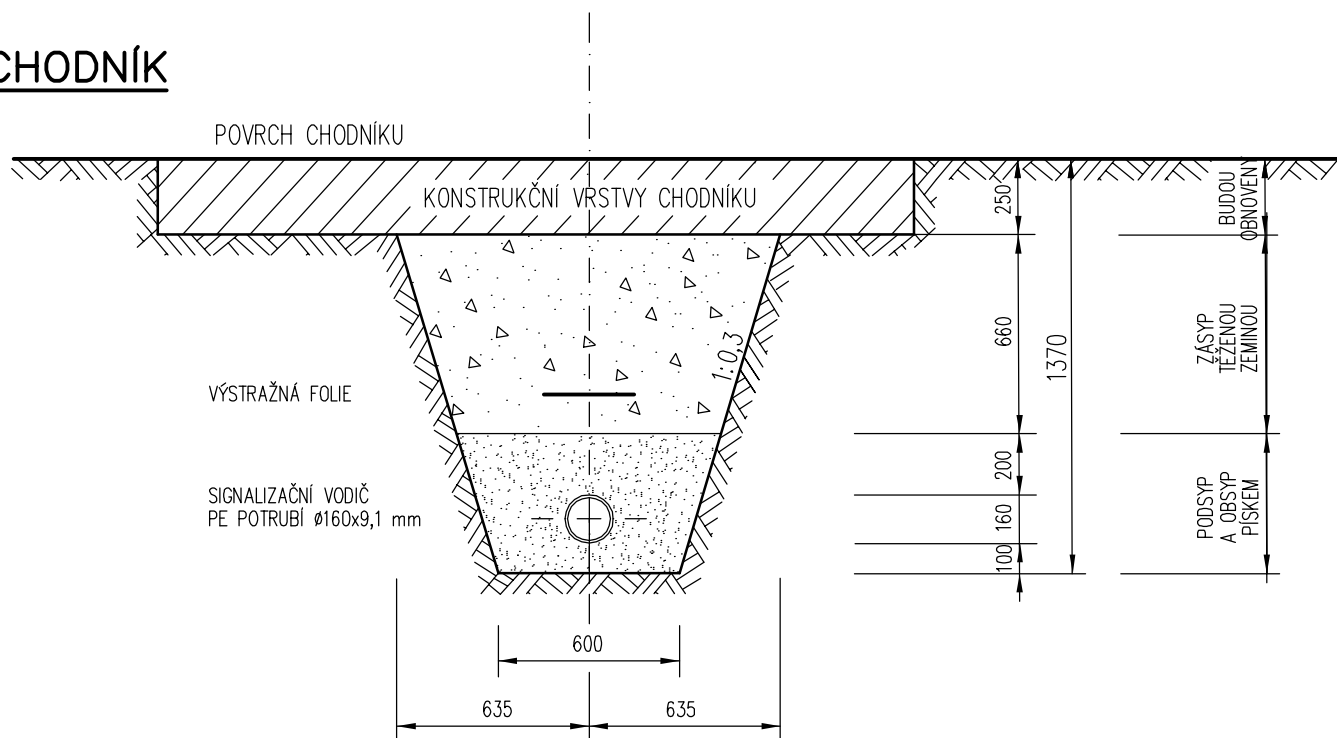 CHODNÍK
POVRCH CHODNÍKU
KONSTRUKČNÍ VRSTVY CHODNÍKU
250
BUDOU
OBNOVENY
660
1370
1:0,3
ZÁSYP
TĚŽENOU
ZEMINOU
VÝSTRAŽNÁ FOLIE
200
SIGNALIZAČNÍ VODIČ
PE POTRUBÍ ø160x9,1 mm
160
PODSYP
A OBSYP
PÍSKEM
100
600
635
635